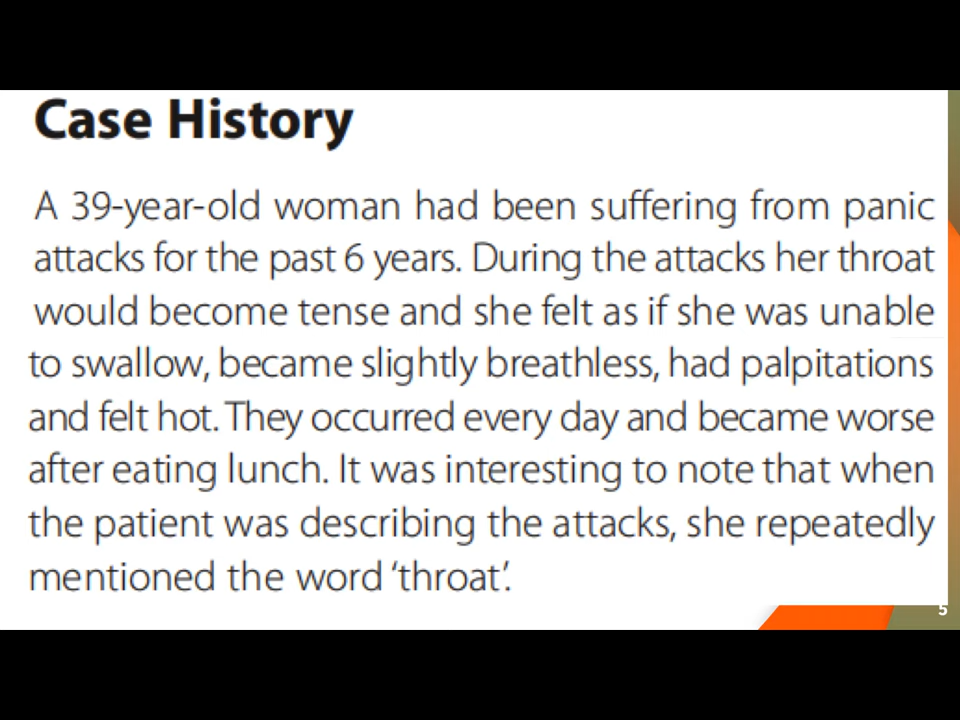 Case History
A 39-year-old woman had been suffering from panic
attacks for the past 6 years. During the attacks her throat
would become tense and she felt as if she was unable
to swallow, became slightly breathless, had palpitations
and felt hot. They occurred every day and became worse
after eating lunch. It was interesting to note that when
the patient was describing the attacks, she repeatedly
mentioned the word ‘throat’.
5